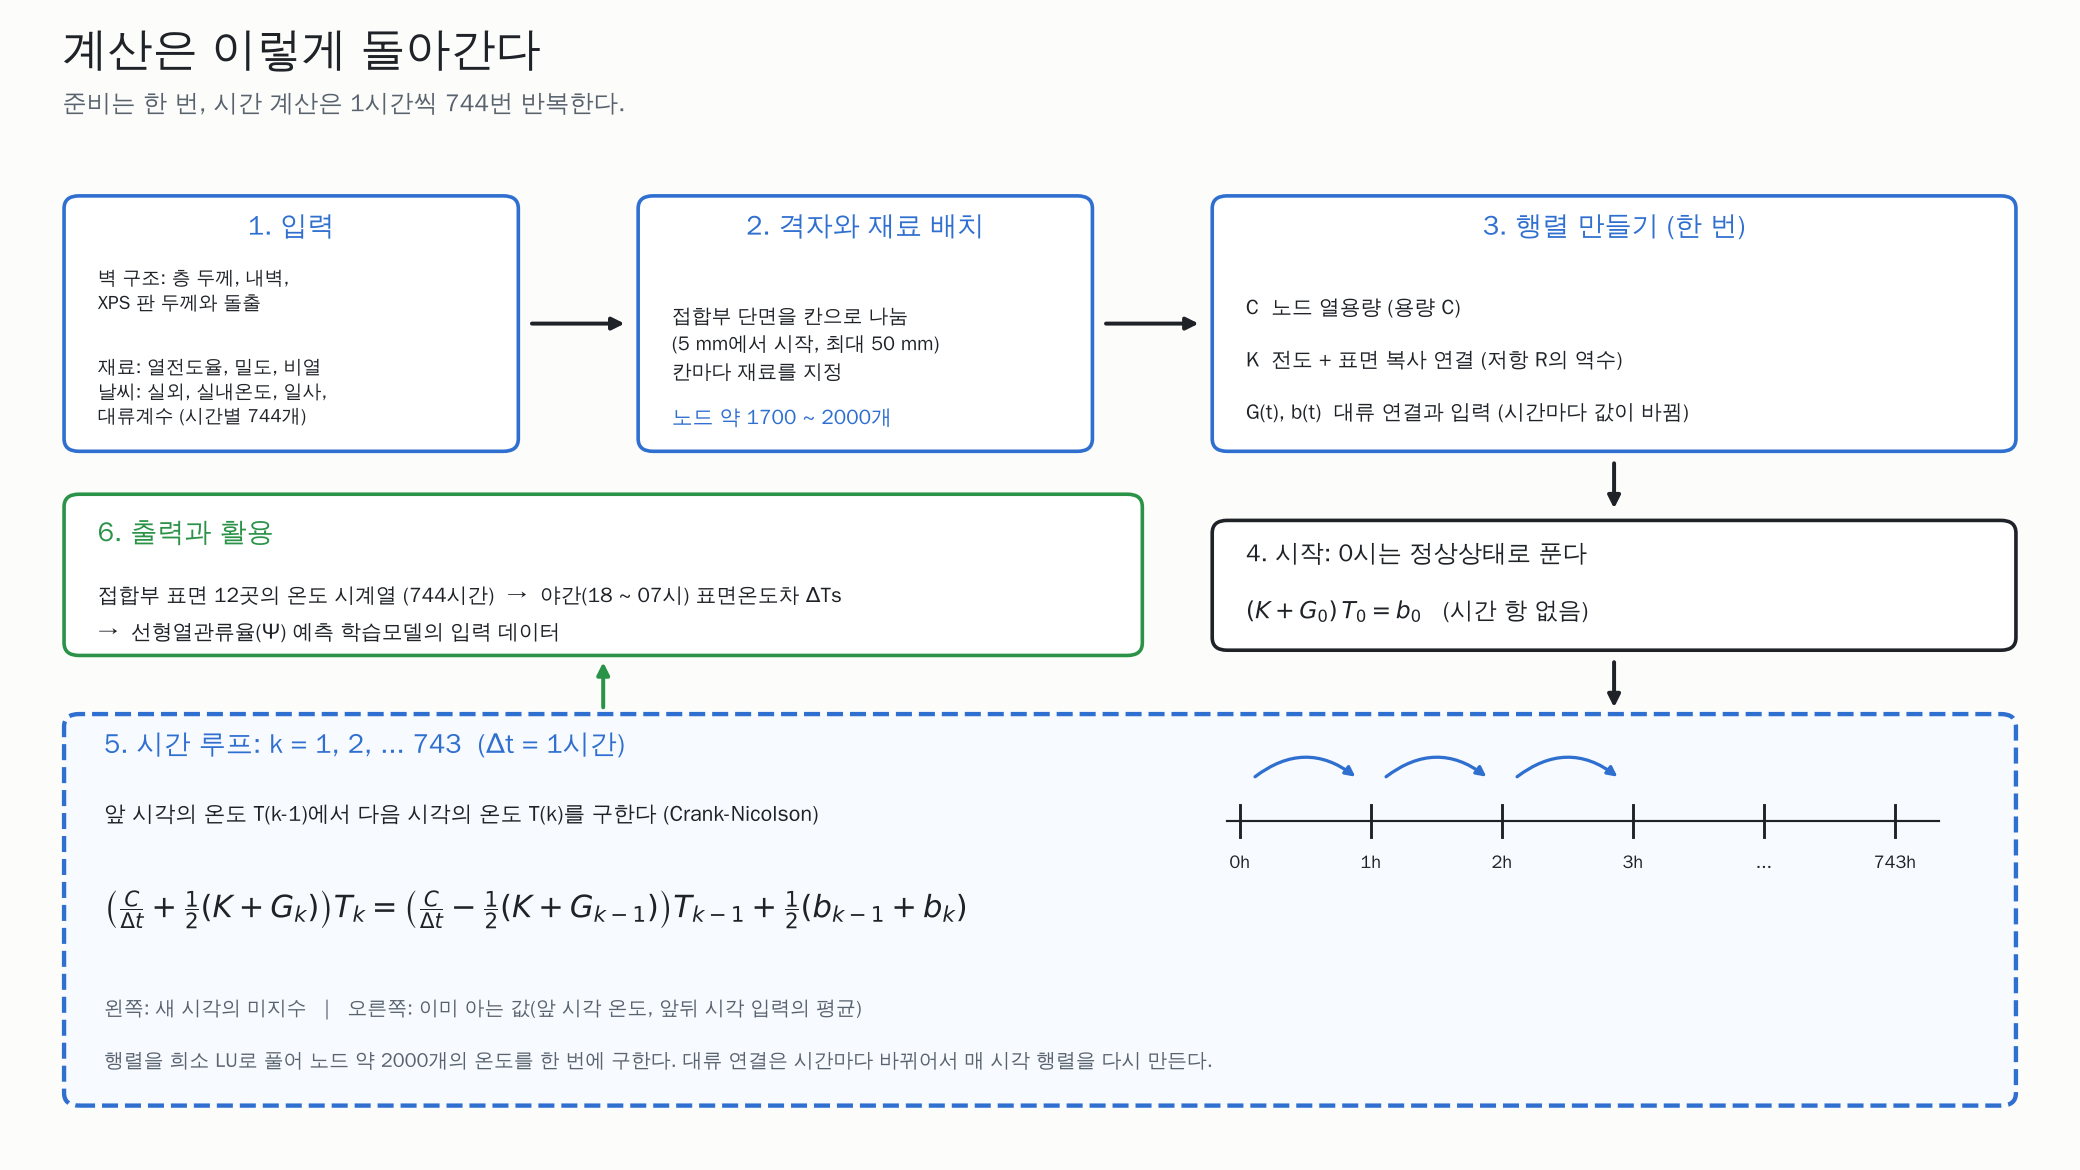 계산은 이렇게 돌아간다
준비는 한 번, 시간 계산은 1시간씩 744번 반복한다.
1. 입력
벽 구조: 층 두께, 내벽,
XPS 판 두께와 돌출
재료: 열전도율, 밀도, 비열
날씨: 실외, 실내온도, 일사,
대류계수 (시간별 744개)
2. 격자와 재료 배치
접합부 단면을 칸으로 나눔
(5 mm에서 시작, 최대 50 mm)
칸마다 재료를 지정
노드 약 1700 ~ 2000개
3. 행렬 만들기 (한 번)
C 노드 열용량 (용량 C)
K 전도 + 표면 복사 연결 (저항 R의 역수)
G(t), b(t) 대류 연결과 입력 (시간마다 값이 바뀜)
4. 시작: 0시는 정상상태로 푼다
(K + G₀) T₀ = b₀ (시간 항 없음)
5. 시간 루프: k = 1, 2, ... 743 (Δt = 1시간)
앞 시각의 온도 T(k-1)에서 다음 시각의 온도 T(k)를 구한다 (Crank-Nicolson)
(C/Δt + 1/2(K + G_k))T_k = (C/Δt − 1/2(K + G_{k−1}))T_{k−1} + 1/2(b_{k−1} + b_k)
왼쪽: 새 시각의 미지수 | 오른쪽: 이미 아는 값(앞 시각 온도, 앞뒤 시각 입력의 평균)
행렬을 희소 LU로 풀어 노드 약 2000개의 온도를 한 번에 구한다. 대류 연결은 시간마다 바뀌어서 매 시각 행렬을 다시 만든다.
0h 1h 2h 3h ... 743h
6. 출력과 활용
접합부 표면 12곳의 온도 시계열 (744시간) → 야간(18 ~ 07시) 표면온도차 ΔTs
→ 선형열관류율(Ψ) 예측 학습모델의 입력 데이터